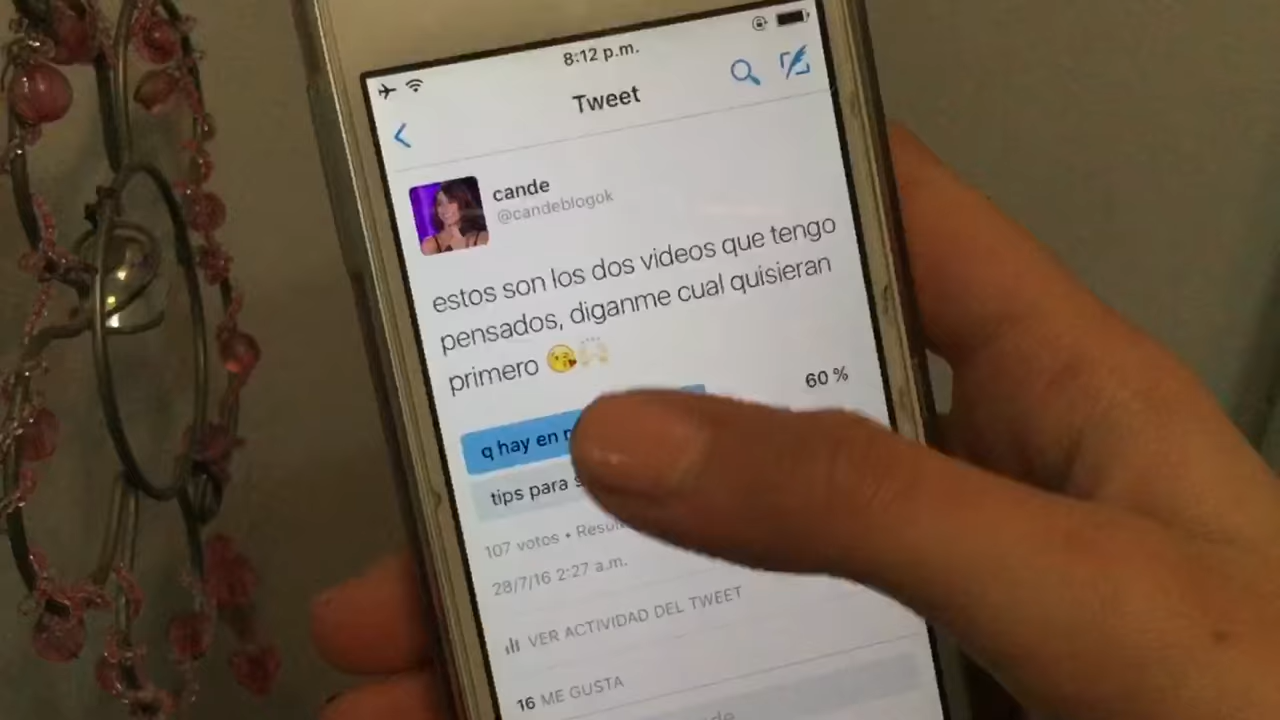 8:12 p.m.
Tweet
cande
@candeblogok
estos son los dos videos que tengo
pensados, diganme cual quisieran
primero 😘🙌🏻
60 %
q hay en
tips para
107 votos •
28/7/16 2:27 a.m.
VER ACTIVIDAD DEL TWEET
16 ME GUSTA